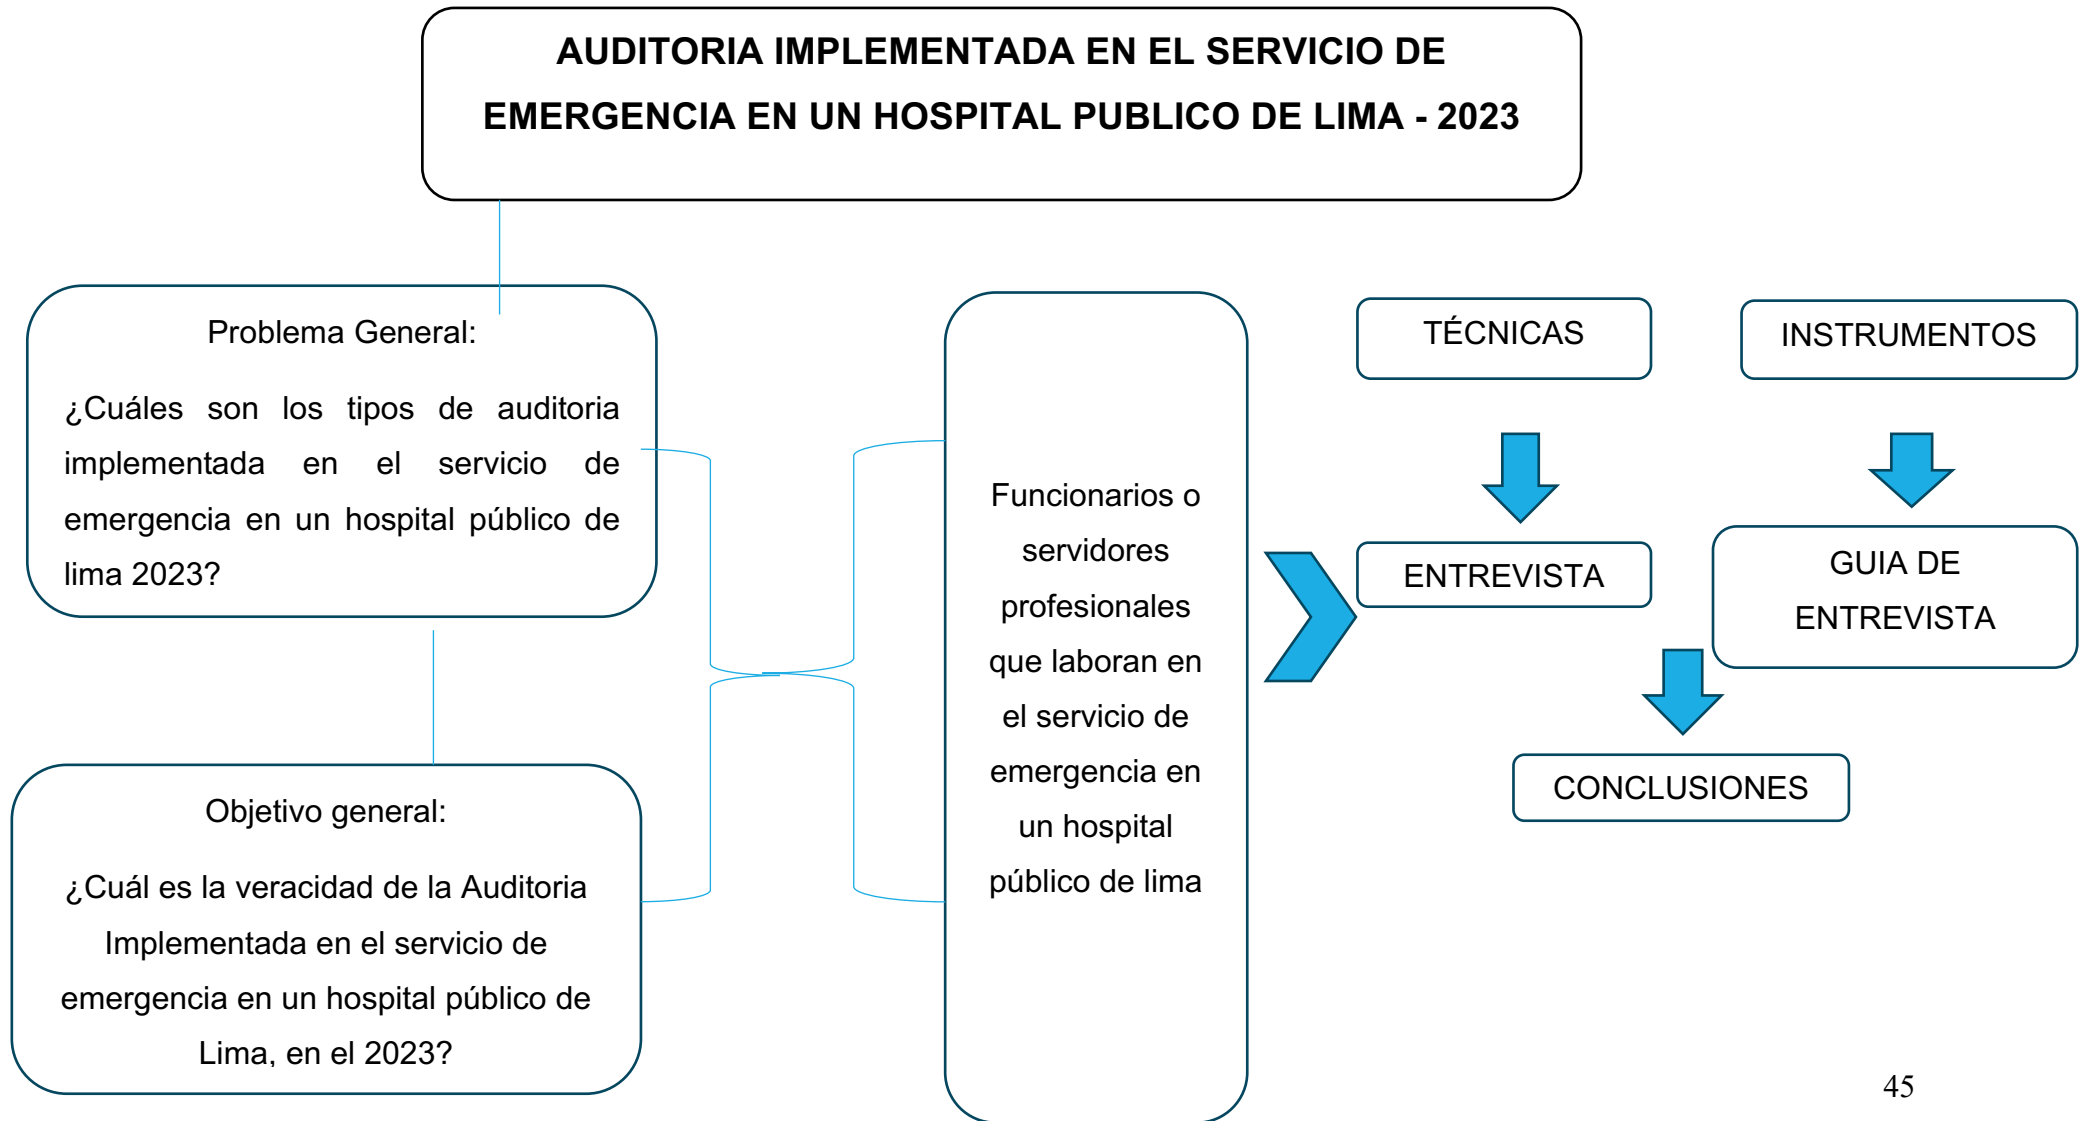 AUDITORIA IMPLEMENTADA EN EL SERVICIO DE
EMERGENCIA EN UN HOSPITAL PUBLICO DE LIMA - 2023
Problema General:
¿Cuáles son los tipos de auditoria
implementada en el servicio de
emergencia en un hospital público de
lima 2023?
Objetivo general:
¿Cuál es la veracidad de la Auditoria
Implementada en el servicio de
emergencia en un hospital público de
Lima, en el 2023?
Funcionarios o
servidores
profesionales
que laboran en
el servicio de
emergencia en
un hospital
público de lima
TÉCNICAS
INSTRUMENTOS
ENTREVISTA
GUIA DE
ENTREVISTA
CONCLUSIONES
45